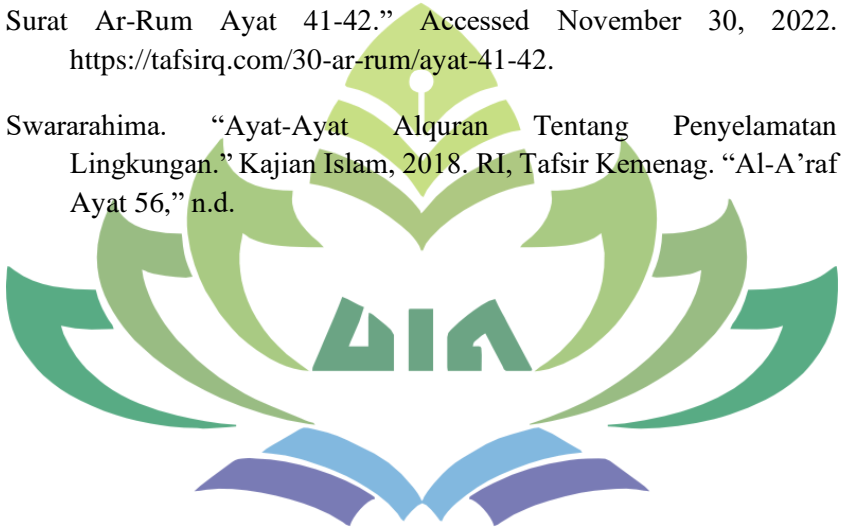 Surat Ar-Rum Ayat 41-42.” Accessed November 30, 2022.
https://tafsirq.com/30-ar-rum/ayat-41-42.
Swararahima. “Ayat-Ayat Alquran Tentang Penyelamatan
Lingkungan.” Kajian Islam, 2018. RI, Tafsir Kemenag. “Al-A’raf
Ayat 56,” n.d.
UIN